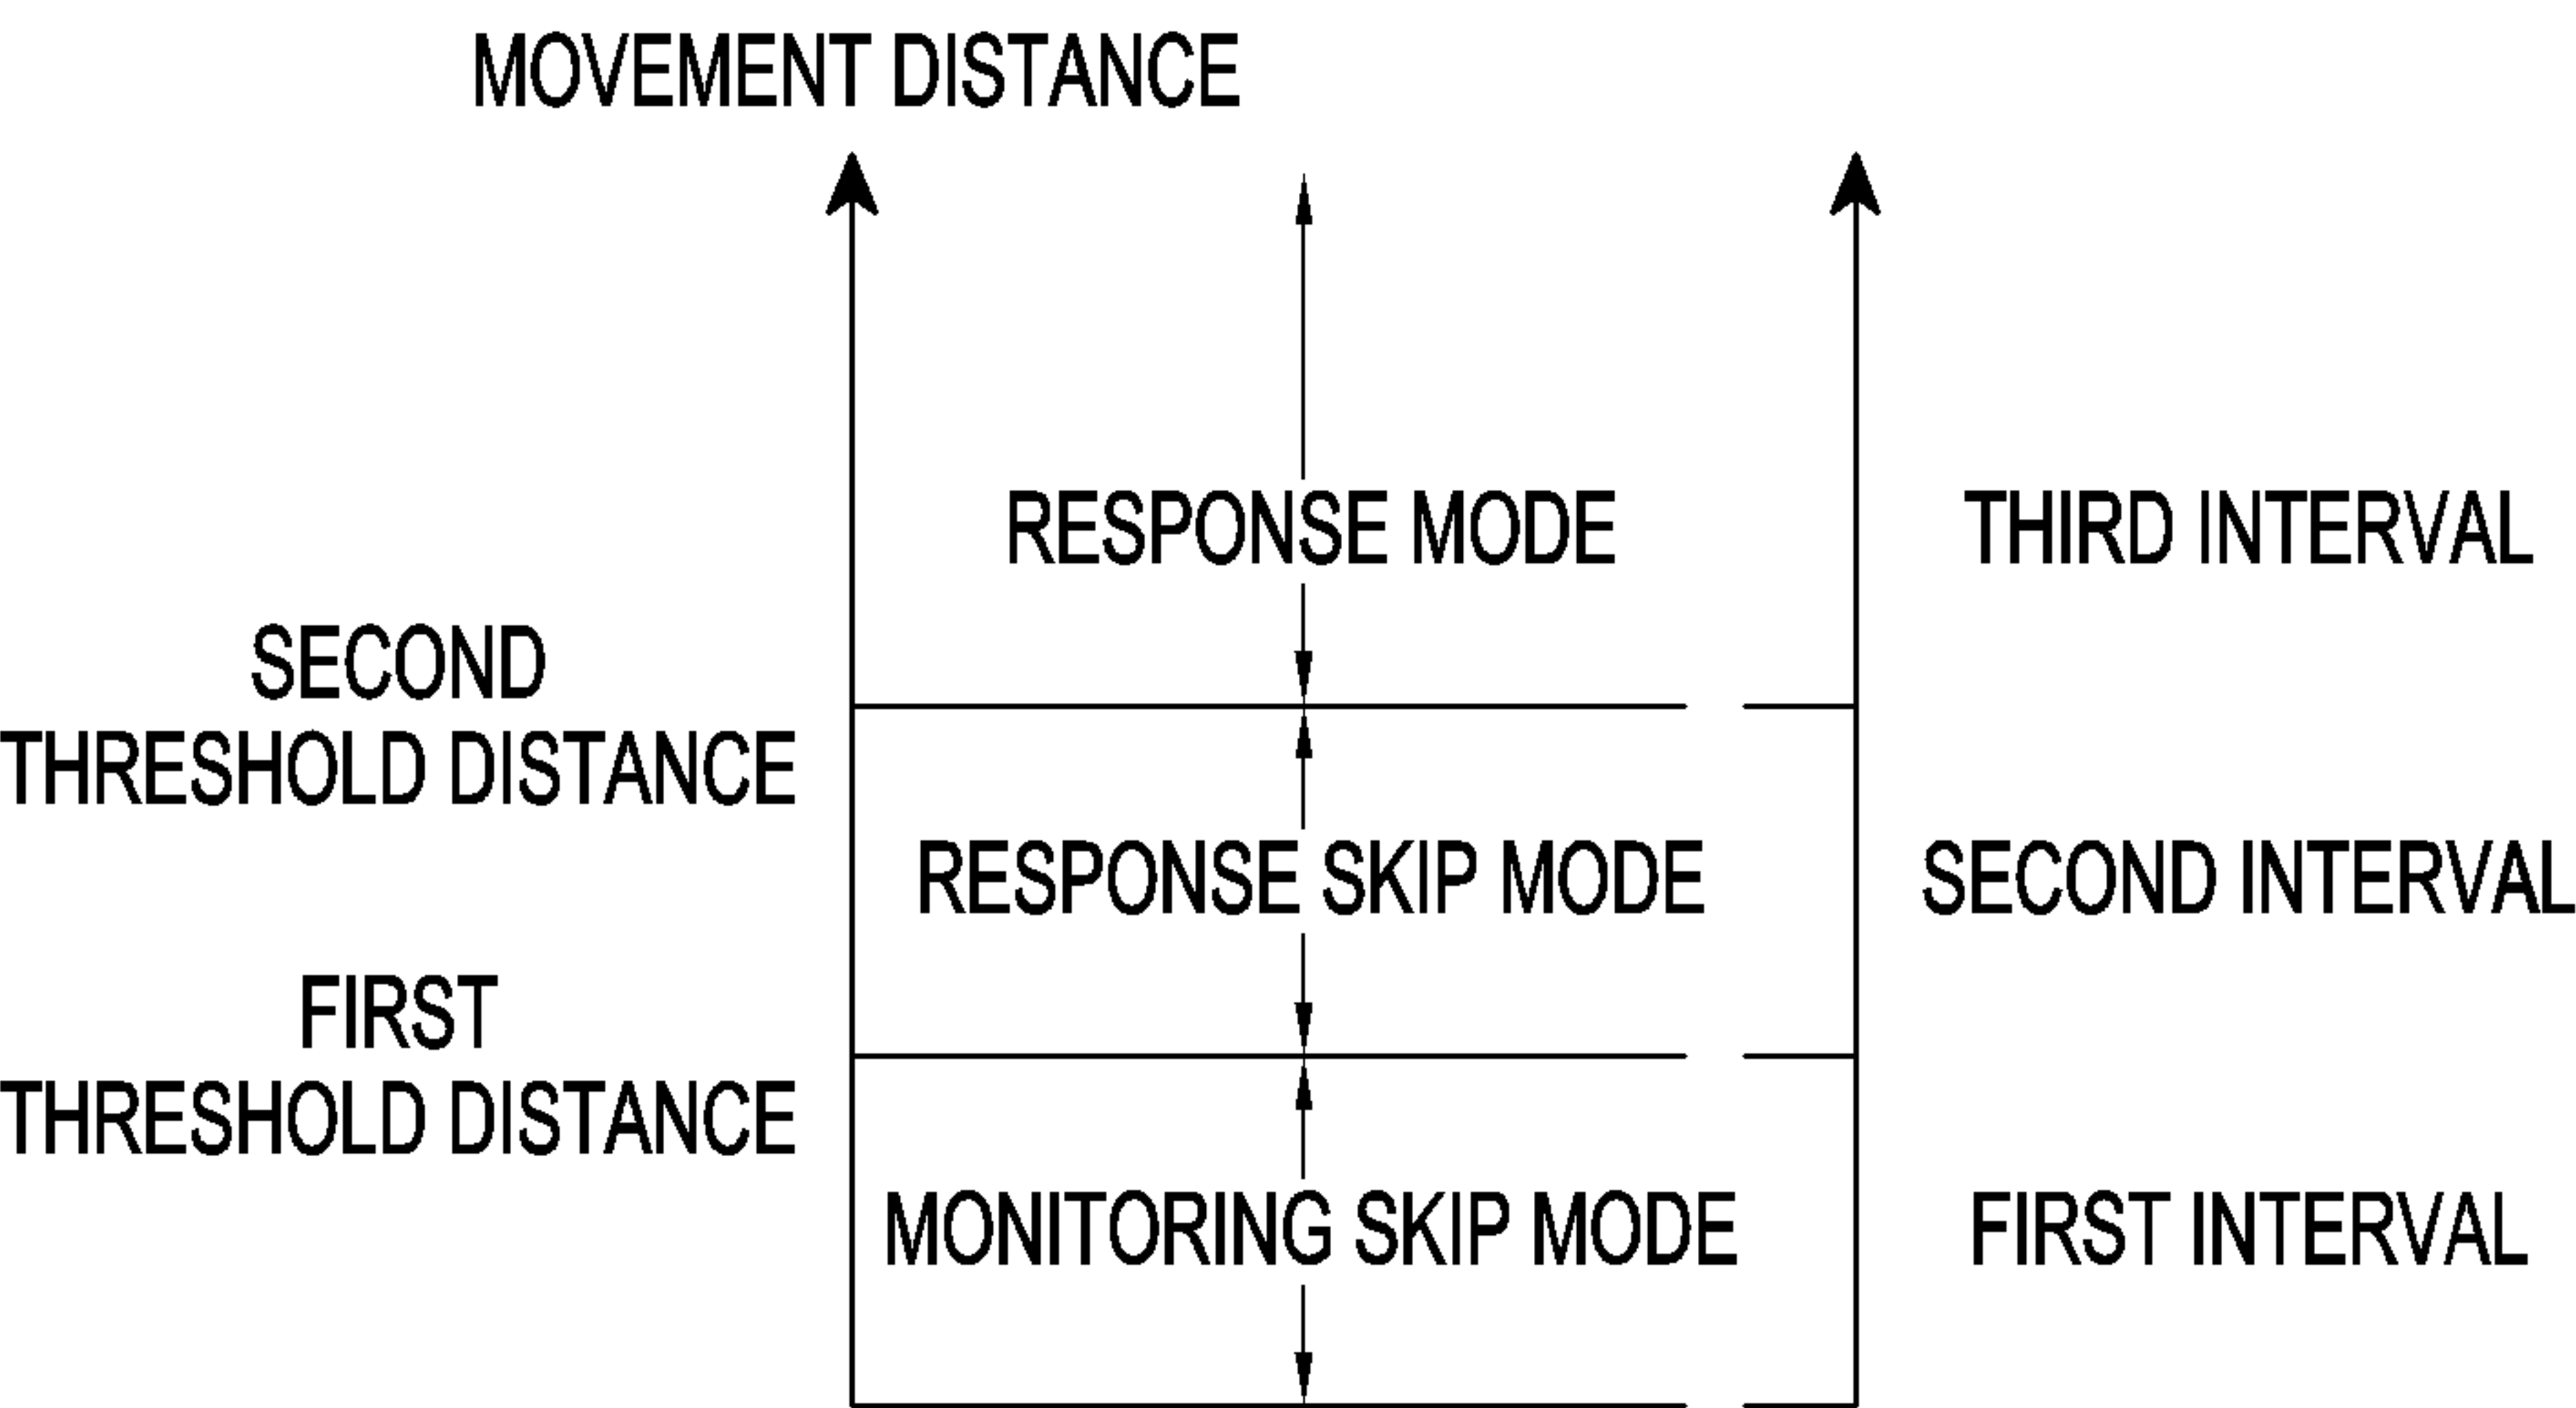 MOVEMENT DISTANCE
RESPONSE MODE
THIRD INTERVAL
SECOND
THRESHOLD DISTANCE
RESPONSE SKIP MODE
SECOND INTERVAL
FIRST
THRESHOLD DISTANCE
MONITORING SKIP MODE
FIRST INTERVAL